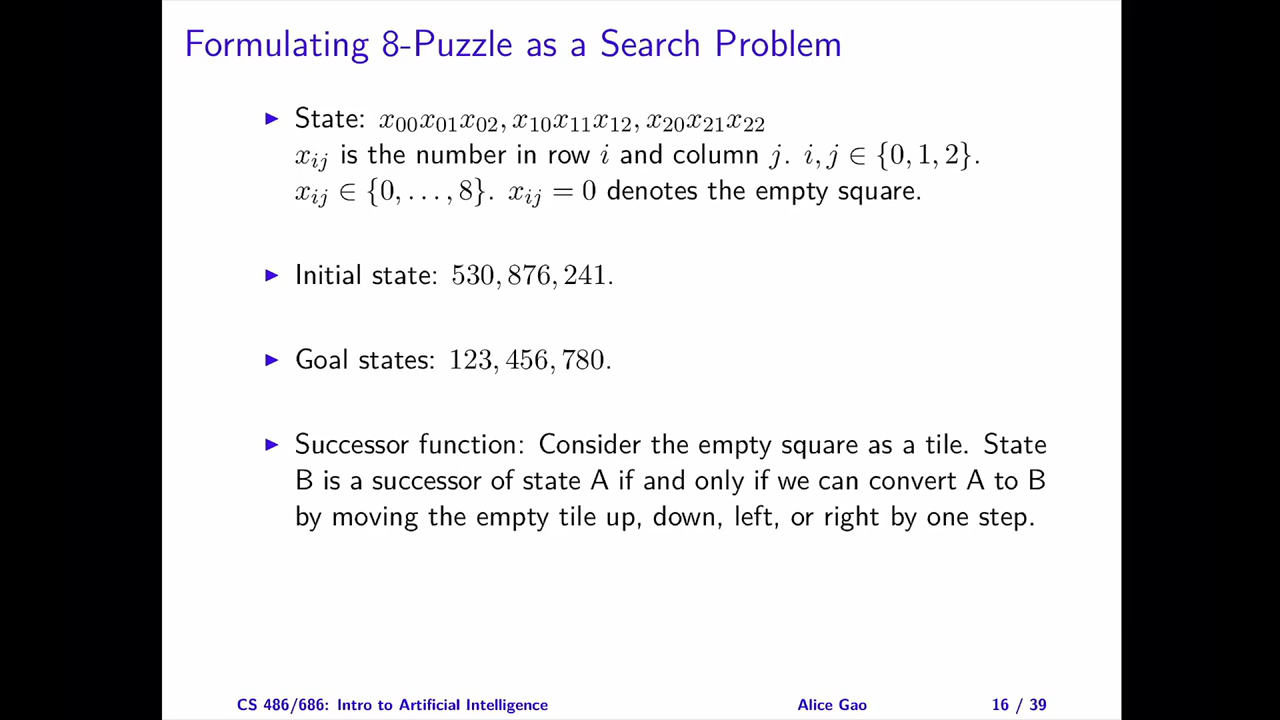 Formulating 8-Puzzle as a Search Problem
▶ State: x₀₀x₀₁x₀₂, x₁₀x₁₁x₁₂, x₂₀x₂₁x₂₂
xᵢⱼ is the number in row i and column j. i, j ∈ {0, 1, 2}.
xᵢⱼ ∈ {0, . . . , 8}. xᵢⱼ = 0 denotes the empty square.
▶ Initial state: 530, 876, 241.
▶ Goal states: 123, 456, 780.
▶ Successor function: Consider the empty square as a tile. State
B is a successor of state A if and only if we can convert A to B
by moving the empty tile up, down, left, or right by one step.
CS 486/686: Intro to Artificial Intelligence Alice Gao 16 / 39